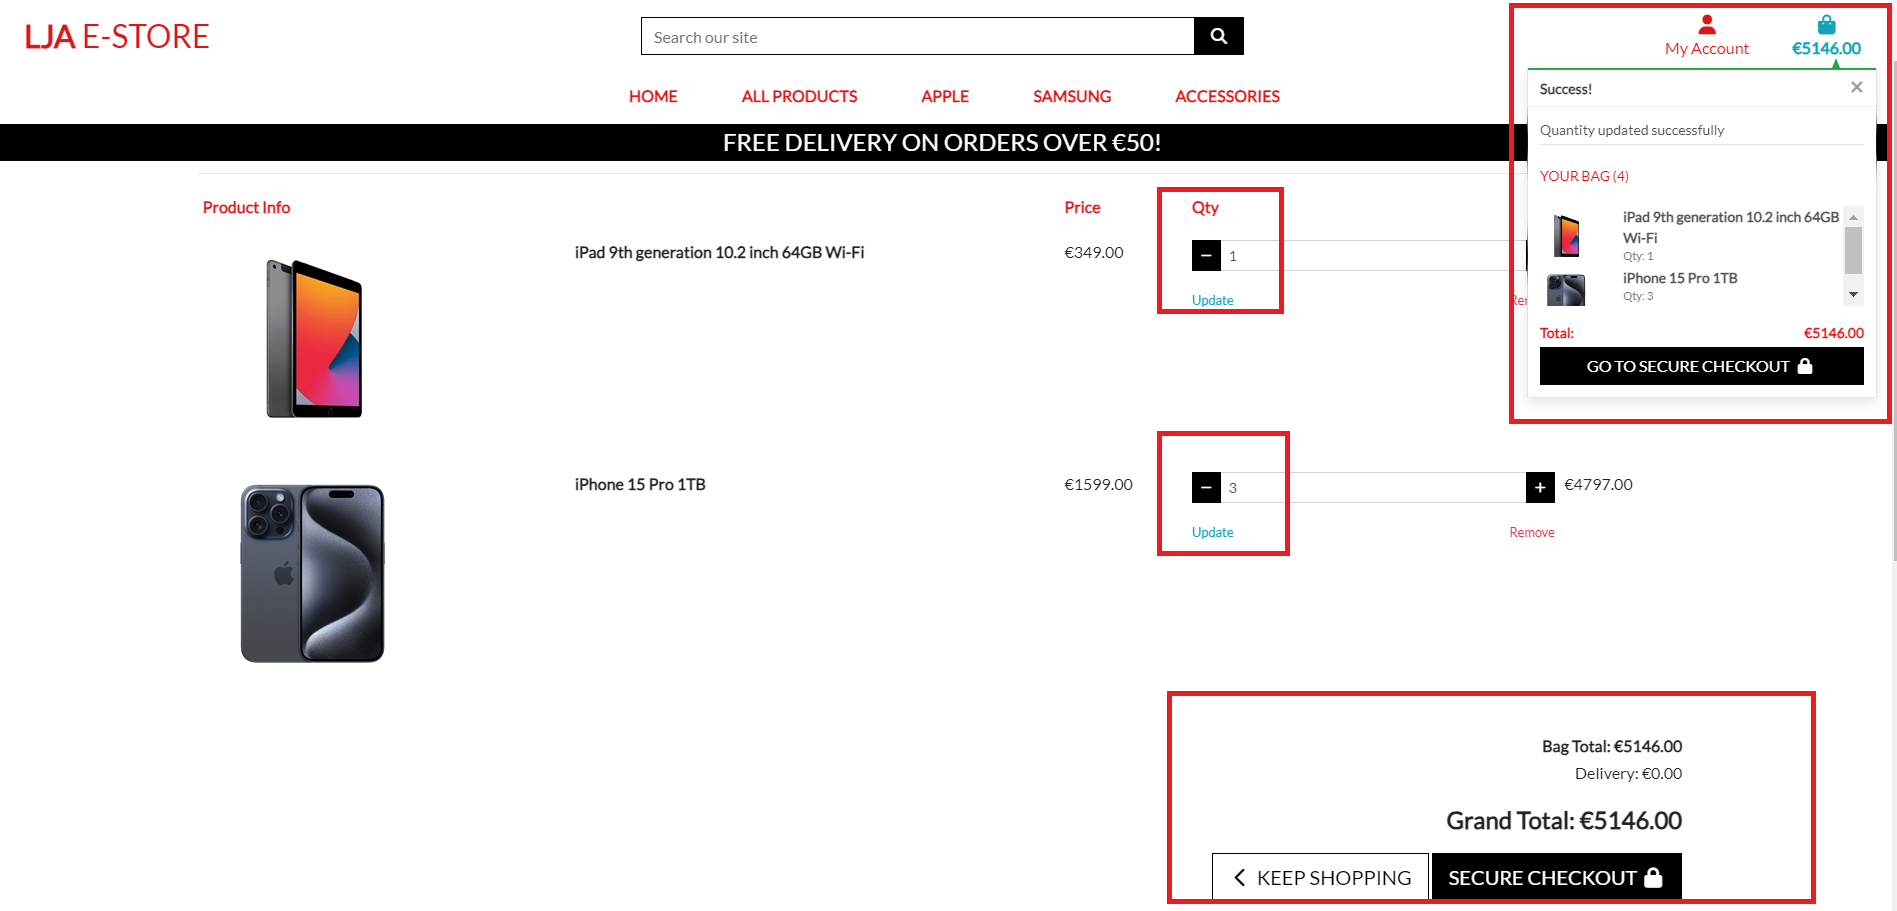 LJA E-STORE
Search our site
My Account
€5146.00
HOME
ALL PRODUCTS
APPLE
SAMSUNG
ACCESSORIES
FREE DELIVERY ON ORDERS OVER €50!
Success!
×
Quantity updated successfully
YOUR BAG (4)
iPad 9th generation 10.2 inch 64GB
Wi-Fi
Qty: 1
iPhone 15 Pro 1TB
Qty: 3
Total: €5146.00
GO TO SECURE CHECKOUT
Product Info
Price
Qty
iPad 9th generation 10.2 inch 64GB Wi-Fi
€349.00
− 1
Update
iPhone 15 Pro 1TB
€1599.00
− 3 +
€4797.00
Update
Remove
Bag Total: €5146.00
Delivery: €0.00
Grand Total: €5146.00
KEEP SHOPPING
SECURE CHECKOUT